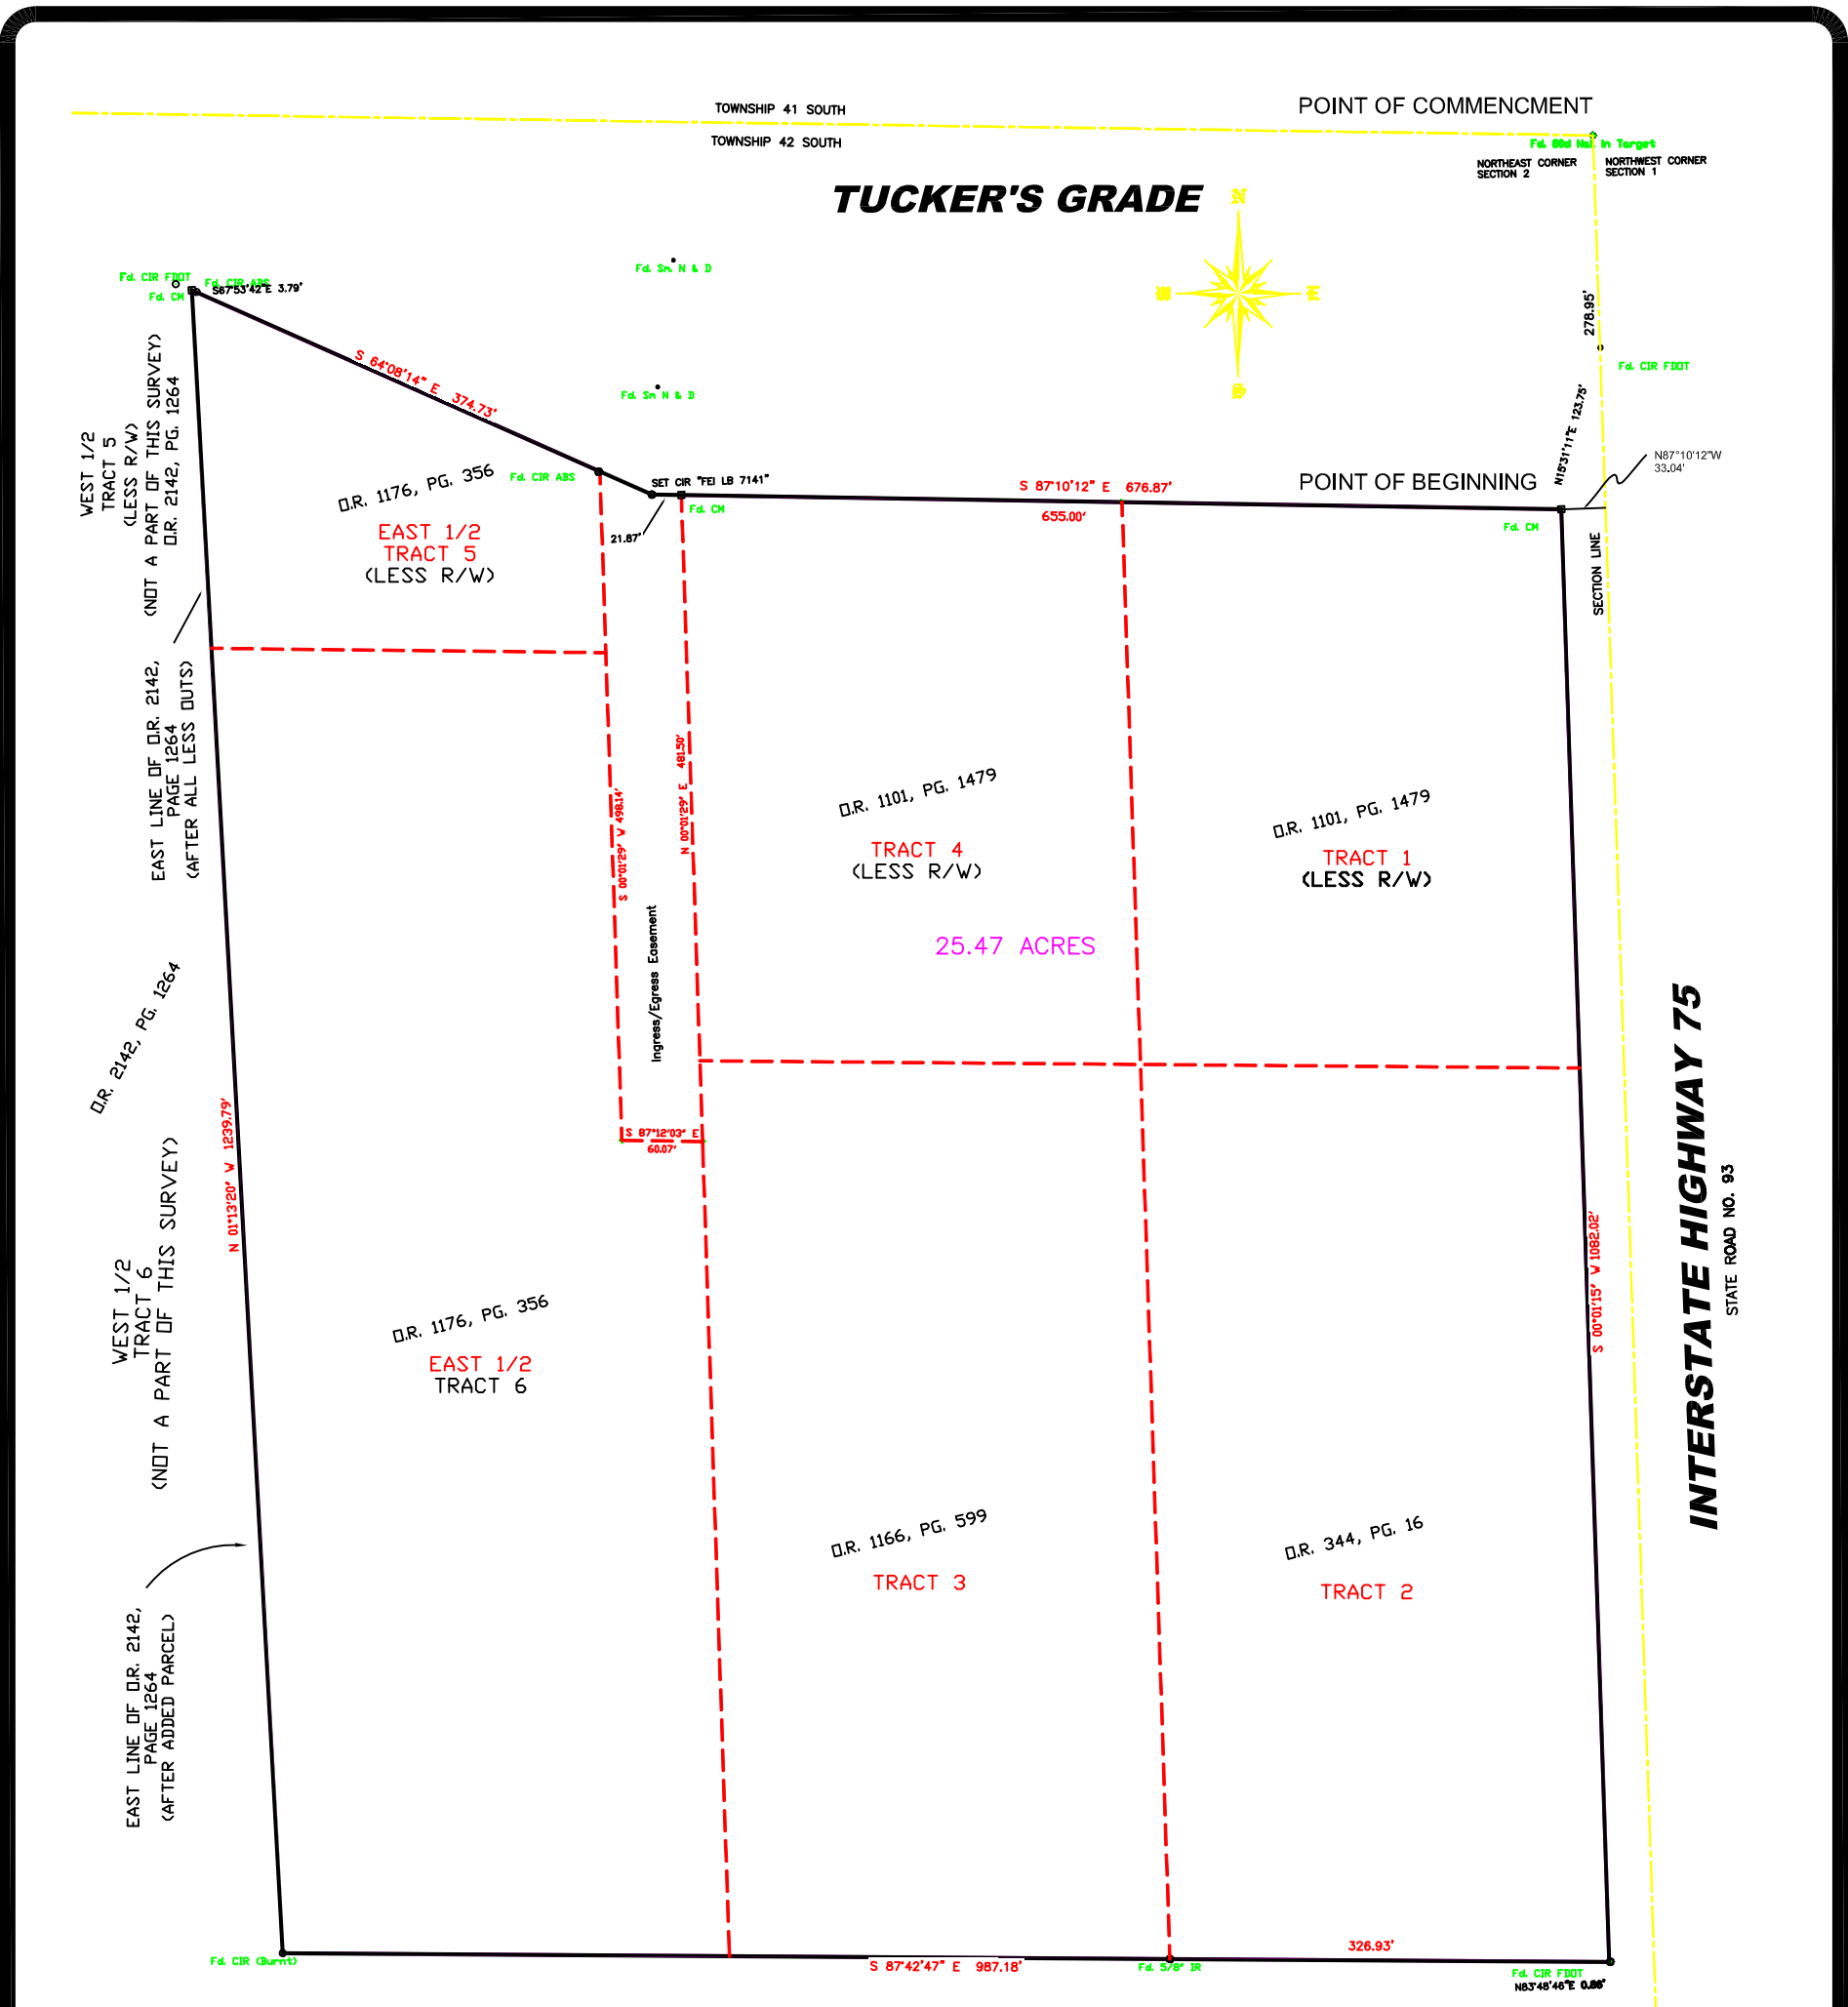 TOWNSHIP 41 SOUTH
POINT OF COMMENCMENT
TOWNSHIP 42 SOUTH
Fd. 60d Nail In Target
NORTHEAST CORNER
SECTION 2
NORTHWEST CORNER
SECTION 1
TUCKER'S GRADE
N
W
E
S
Fd. CIR FDOT
Fd. CIR ABS
Fd. CM
S67°53'42"E 3.79'
Fd. Sm. N & D
Fd. Sm N & D
278.95'
Fd. CIR FDOT
S 64°08'14" E 374.73'
N15°31'11"E 123.75'
N87°10'12"W
33.04'
WEST 1/2
TRACT 5
(LESS R/W)
(NOT A PART OF THIS SURVEY)
O.R. 2142, PG. 1264
O.R. 1176, PG. 356
EAST 1/2
TRACT 5
(LESS R/W)
Fd. CIR ABS
SET CIR "FEI LB 7141"
Fd. CM
21.87'
S 87°10'12" E 676.87'
655.00'
POINT OF BEGINNING
Fd. CM
SECTION LINE
EAST LINE OF O.R. 2142,
PAGE 1264
(AFTER ALL LESS OUTS)
S 00°01'29" W 498.14'
N 00°01'29" E 481.50'
Ingress/Egress Easement
O.R. 1101, PG. 1479
TRACT 4
(LESS R/W)
O.R. 1101, PG. 1479
TRACT 1
(LESS R/W)
25.47 ACRES
O.R. 2142, PG. 1264
N 01°13'20" W 1239.79'
S 87°12'03" E
60.07'
INTERSTATE HIGHWAY 75
STATE ROAD NO. 93
S 00°01'15" W 1082.02'
WEST 1/2
TRACT 6
(NOT A PART OF THIS SURVEY)
O.R. 1176, PG. 356
EAST 1/2
TRACT 6
O.R. 1166, PG. 599
TRACT 3
O.R. 344, PG. 16
TRACT 2
EAST LINE OF O.R. 2142,
PAGE 1264
(AFTER ADDED PARCEL)
Fd. CIR (Burnt)
S 87°42'47" E 987.18'
326.93'
Fd. 5/8" IR
Fd. CIR FDOT
N83°48'46"E 0.86'